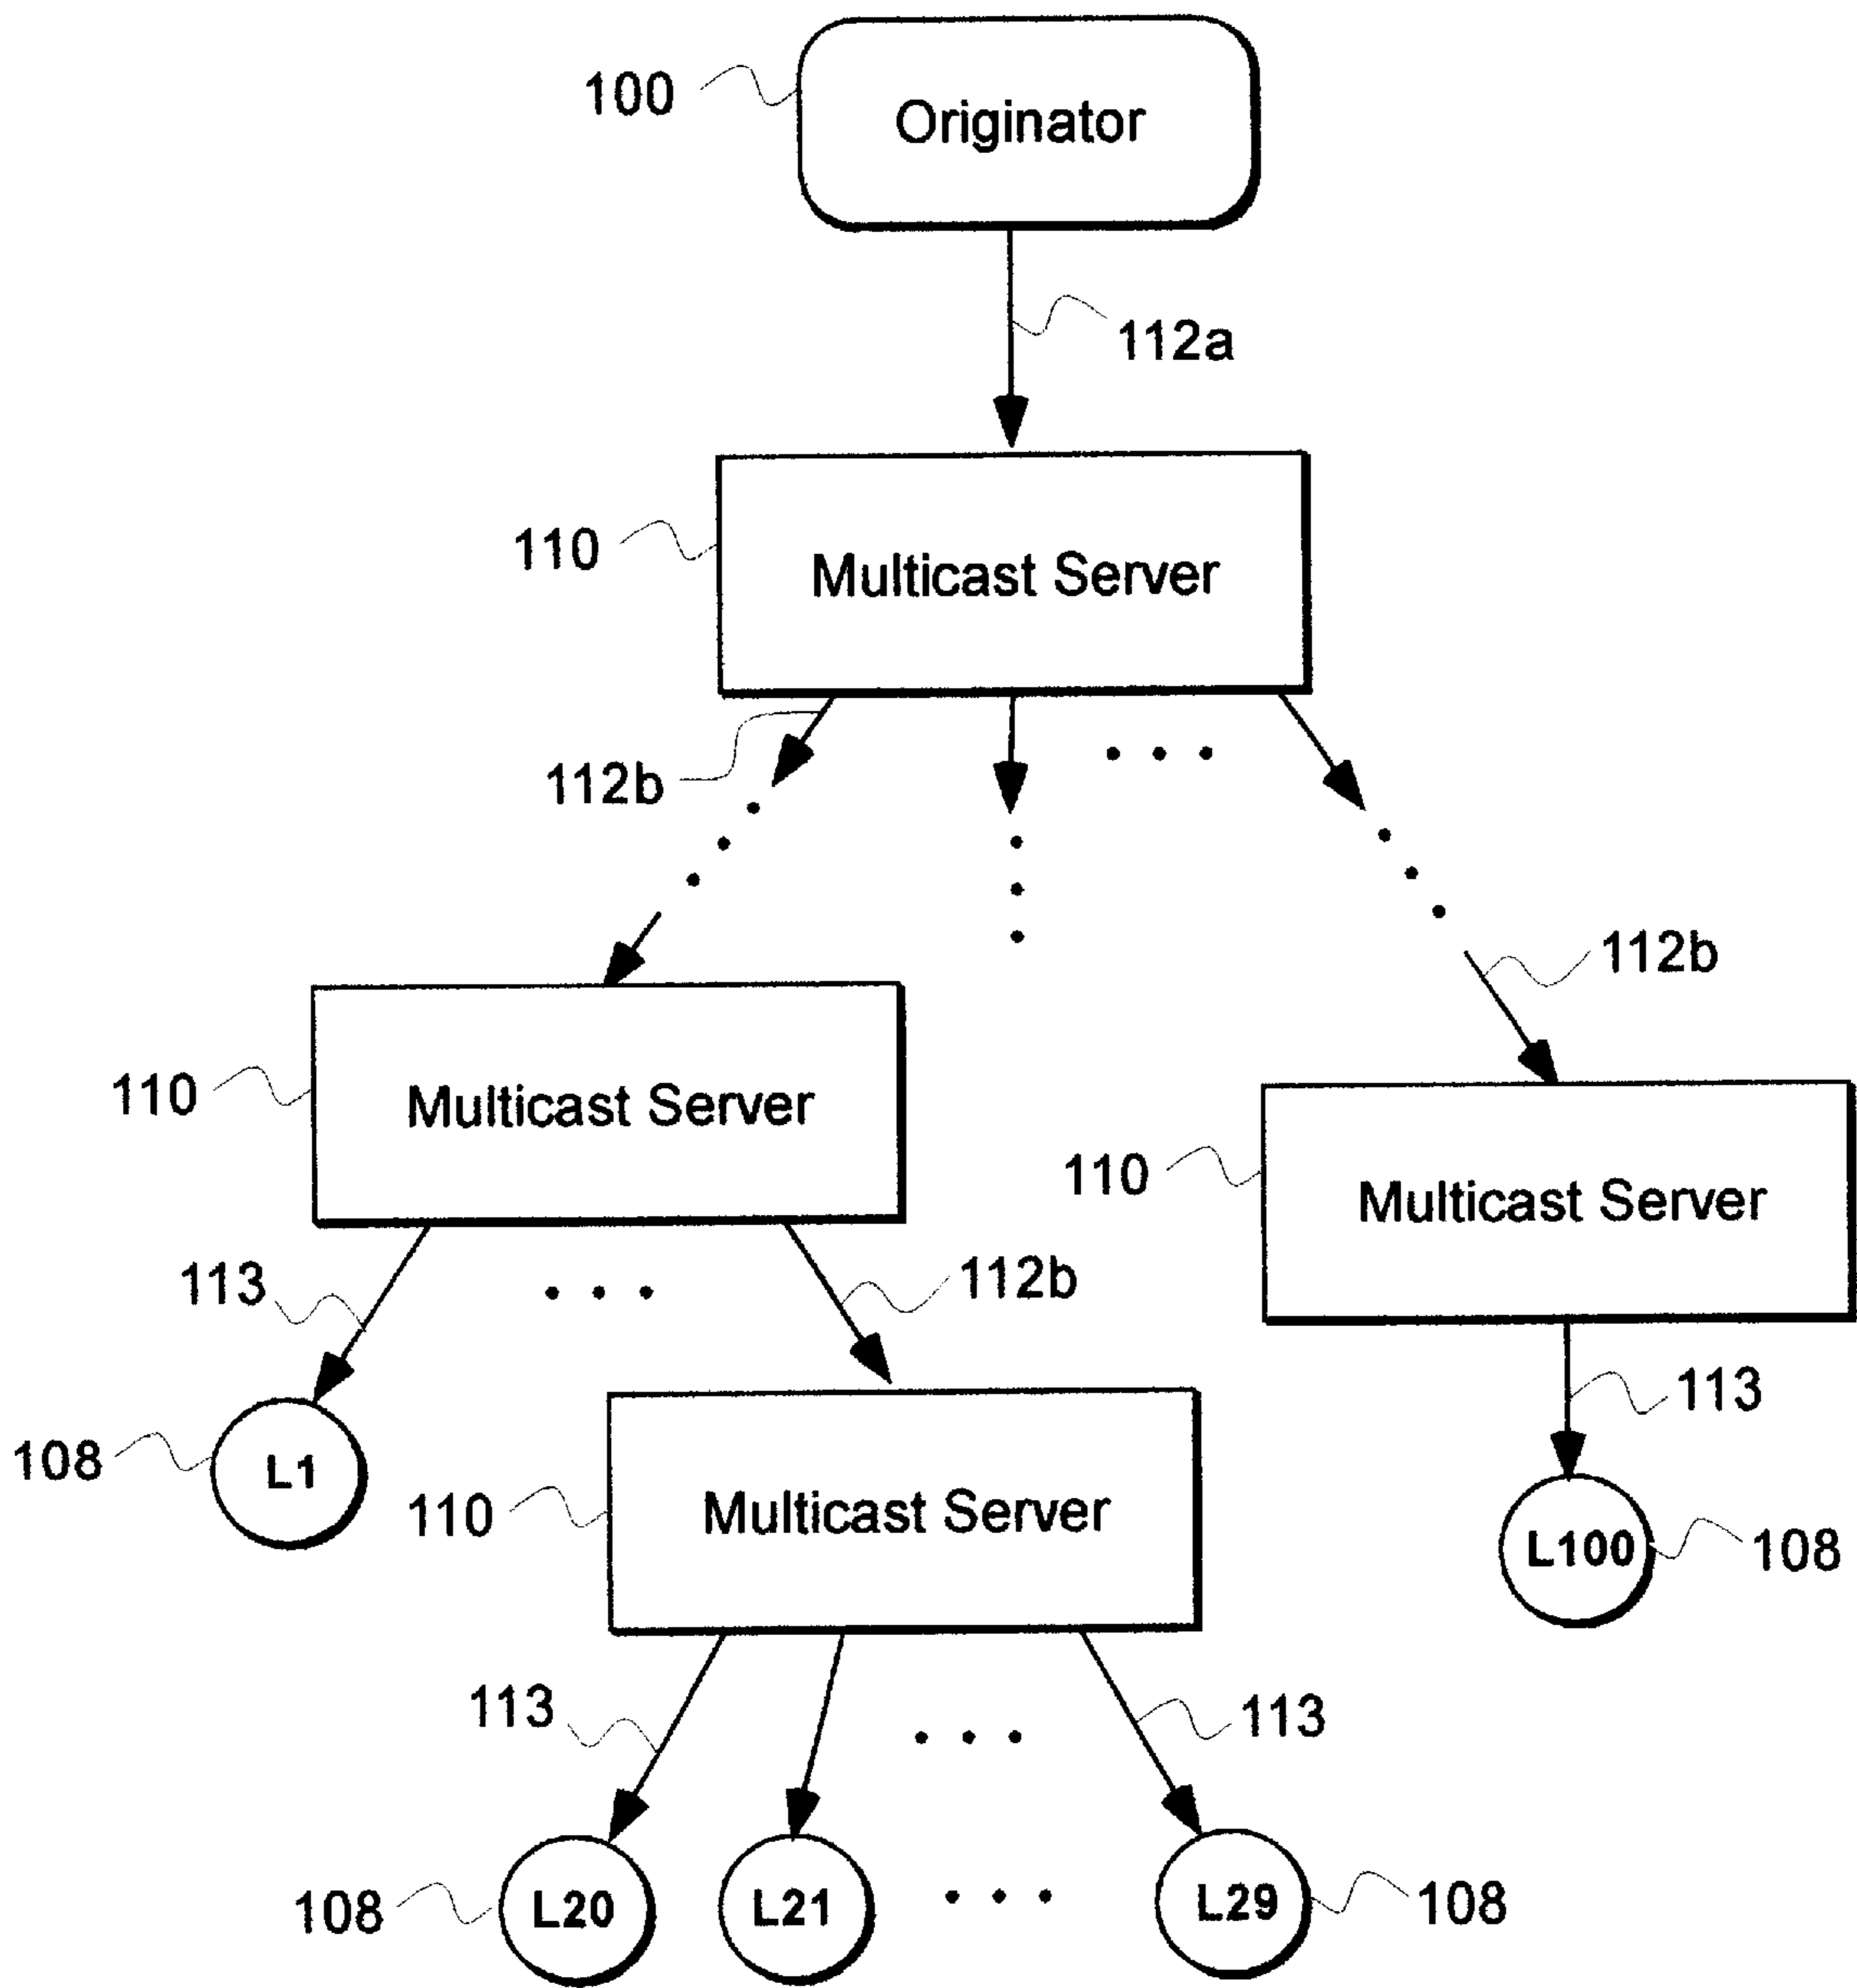 100
Originator
112a
110
Multicast Server
112b
112b
110
Multicast Server
110
Multicast Server
113
112b
113
108
L1
110
Multicast Server
L100
108
113
113
108
L20
L21
L29
108